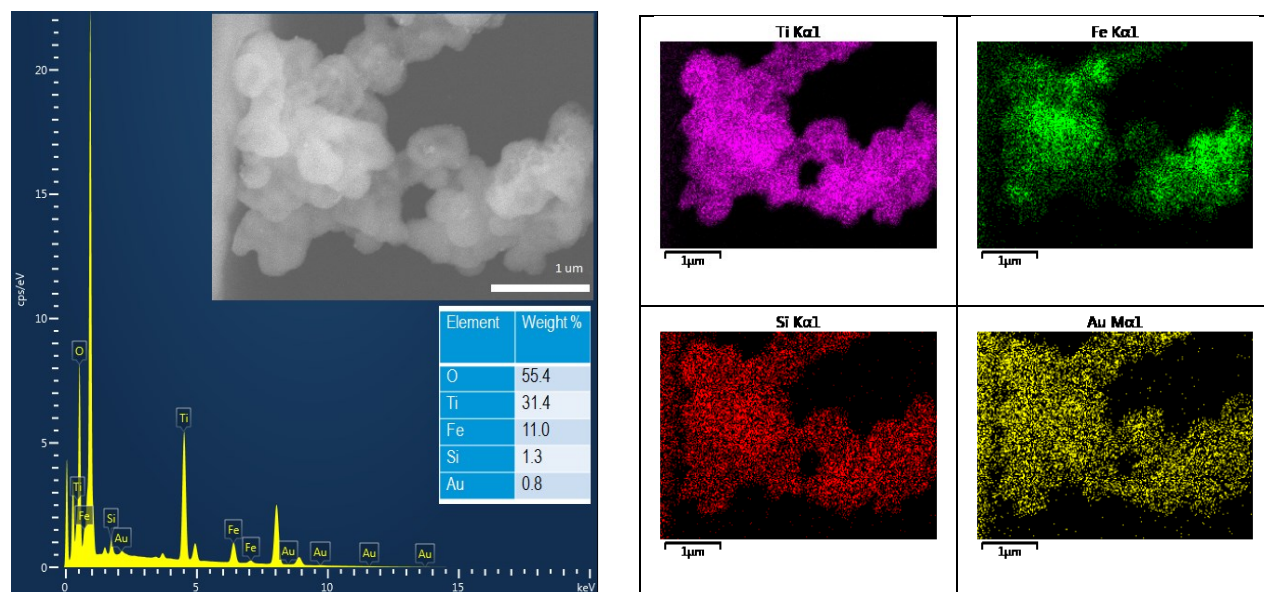 cps/eV
20
15
10
5
0
O
Ti
Fe
Si
Au
Ti
Fe
Fe
Au
Au
Au
Au
0
5
10
15
keV
1 um
Element Weight %
O 55.4
Ti 31.4
Fe 11.0
Si 1.3
Au 0.8
Ti Kα1
1µm
Fe Kα1
1µm
Si Kα1
1µm
Au Mα1
1µm